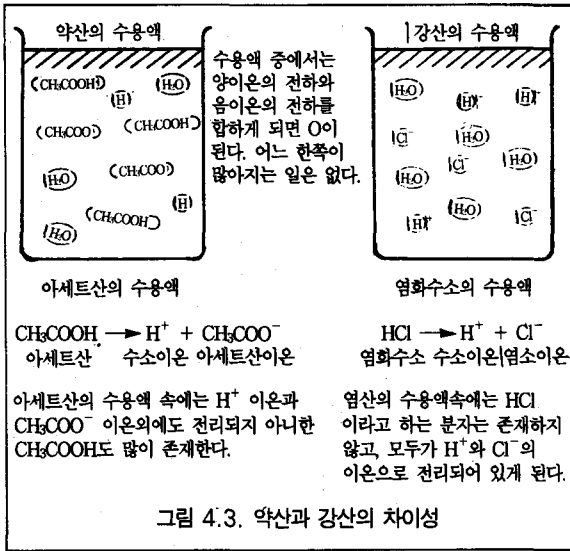 약산의 수용액
(CH₃COOH)
(H)
(H₂O)
(CH₃COO)
(CH₃COOH)
(H₂O)
(CH₃COO)
(H)
(CH₃COOH)
(H₂O)
수용액 중에서는
양이온의 전하와
음이온의 전하를
합하게 되면 O이
된다. 어느 한쪽이
많아지는 일은 없다.
강산의 수용액
(H₂O)
(H)⁺
(H)⁺
Cl⁻
(H₂O)
Cl⁻
(H₂O)
(H₂O)
(H)⁺
(H₂O)
Cl⁻
아세트산의 수용액
CH₃COOH → H⁺ + CH₃COO⁻
아세트산 수소이온 아세트산이온
아세트산의 수용액 속에는 H⁺ 이온과
CH₃COO⁻ 이온외에도 전리되지 아니한
CH₃COOH도 많이 존재한다.
염화수소의 수용액
HCl → H⁺ + Cl⁻
염화수소 수소이온 염소이온
염산의 수용액속에는 HCl
이라고 하는 분자는 존재하지
않고, 모두가 H⁺와 Cl⁻의
이온으로 전리되어 있게 된다.
그림 4.3. 약산과 강산의 차이성